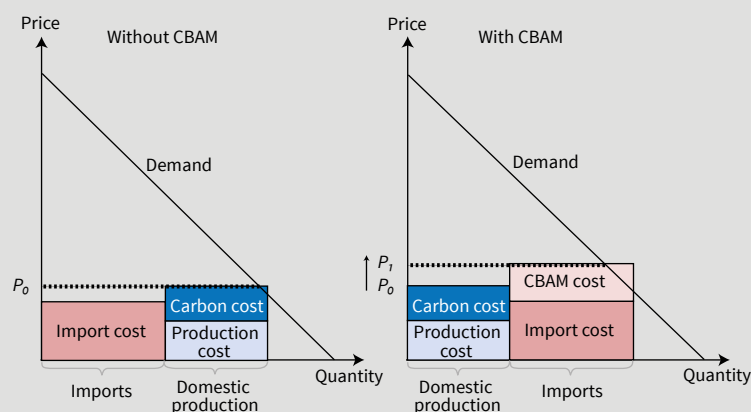 Price
Without CBAM
Demand
P₀
Carbon cost
Import cost
Production
cost
Quantity
Imports
Domestic
production
Price
With CBAM
Demand
P₁
P₀
CBAM cost
Carbon cost
Import cost
Production
cost
Quantity
Domestic
production
Imports